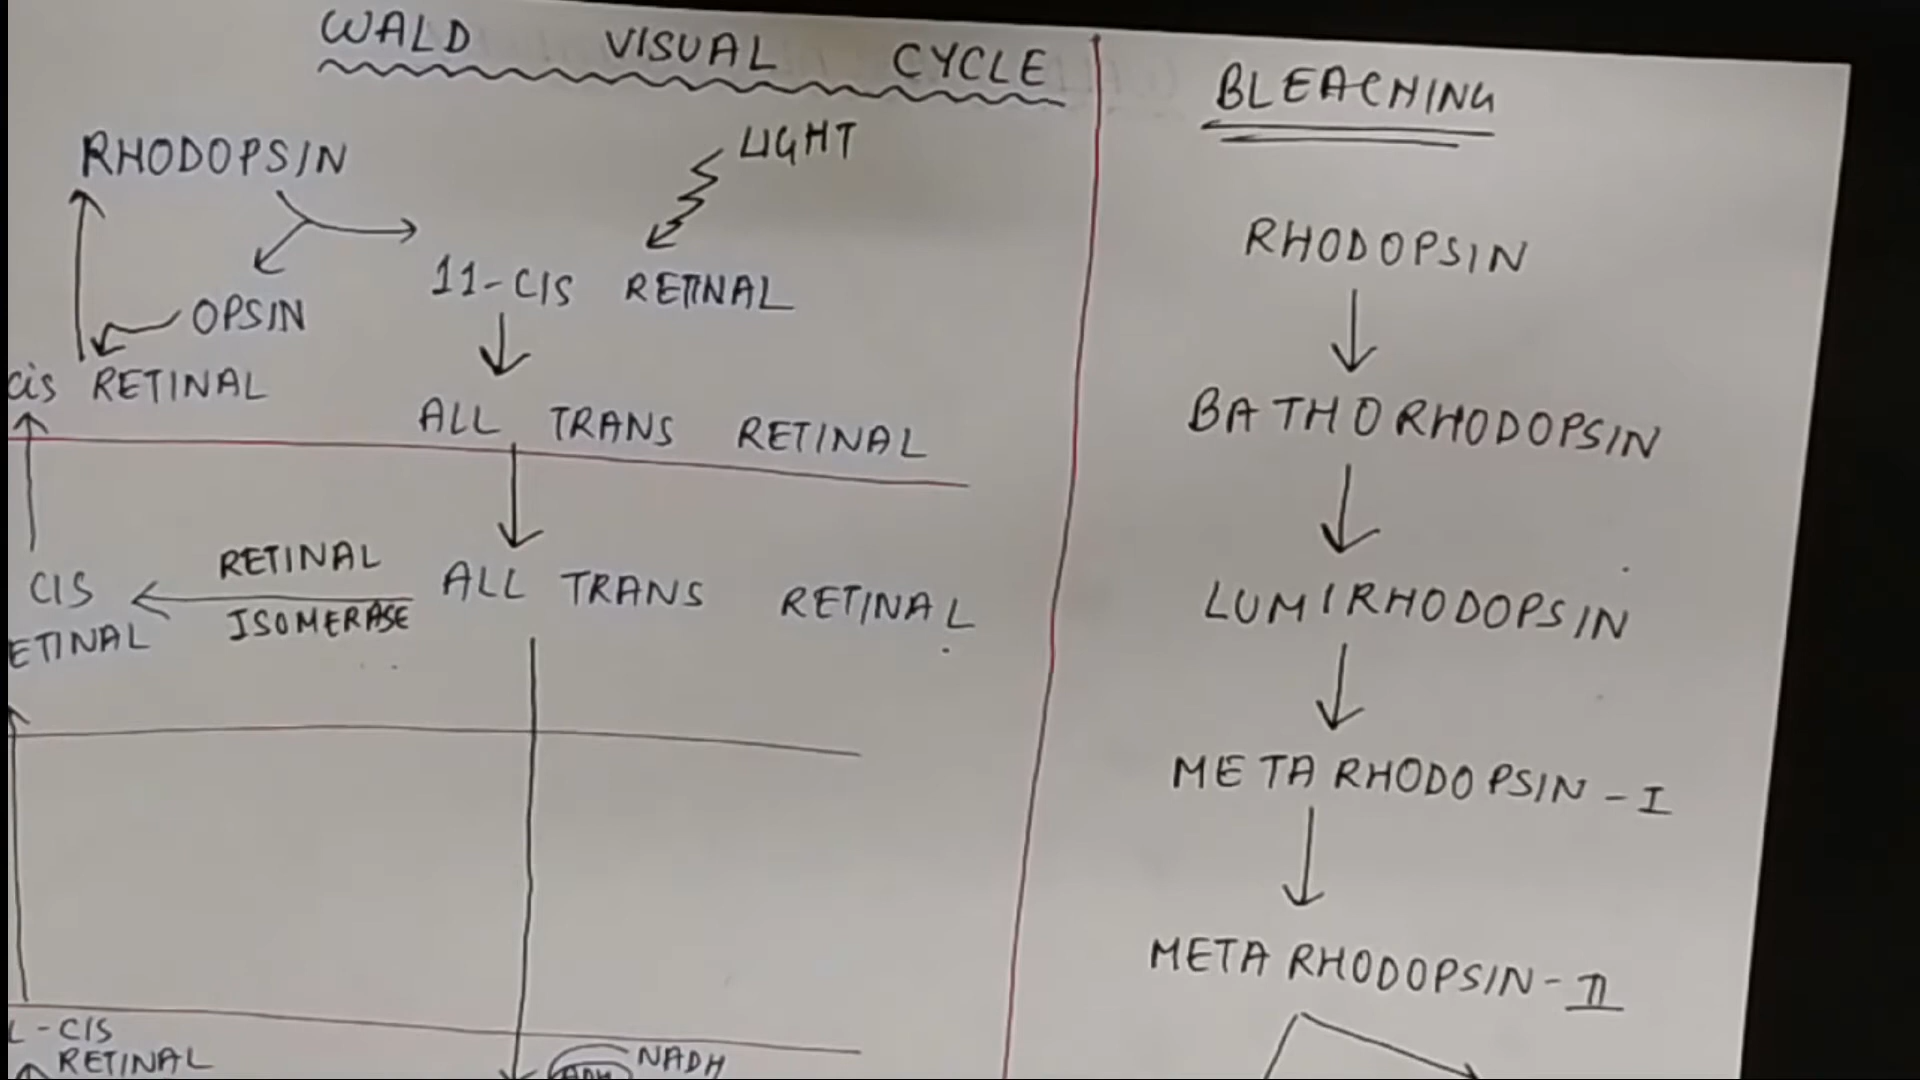 WALD VISUAL CYCLE
LIGHT
RHODOPSIN
11-CIS RETINAL
OPSIN
cis RETINAL
ALL TRANS RETINAL
RETINAL
ISOMERASE
ALL TRANS RETINAL
CIS
ETINAL
L-CIS
RETINAL
NADH
BLEACHING
RHODOPSIN
BATHORHODOPSIN
LUMIRHODOPSIN
METARHODOPSIN-I
METARHODOPSIN-II